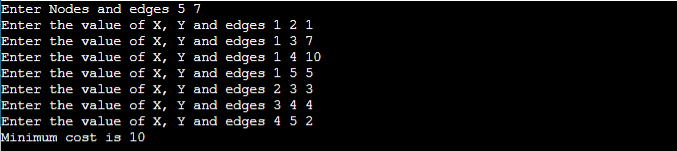 Enter Nodes and edges 5 7
Enter the value of X, Y and edges 1 2 1
Enter the value of X, Y and edges 1 3 7
Enter the value of X, Y and edges 1 4 10
Enter the value of X, Y and edges 1 5 5
Enter the value of X, Y and edges 2 3 3
Enter the value of X, Y and edges 3 4 4
Enter the value of X, Y and edges 4 5 2
Minimum cost is 10